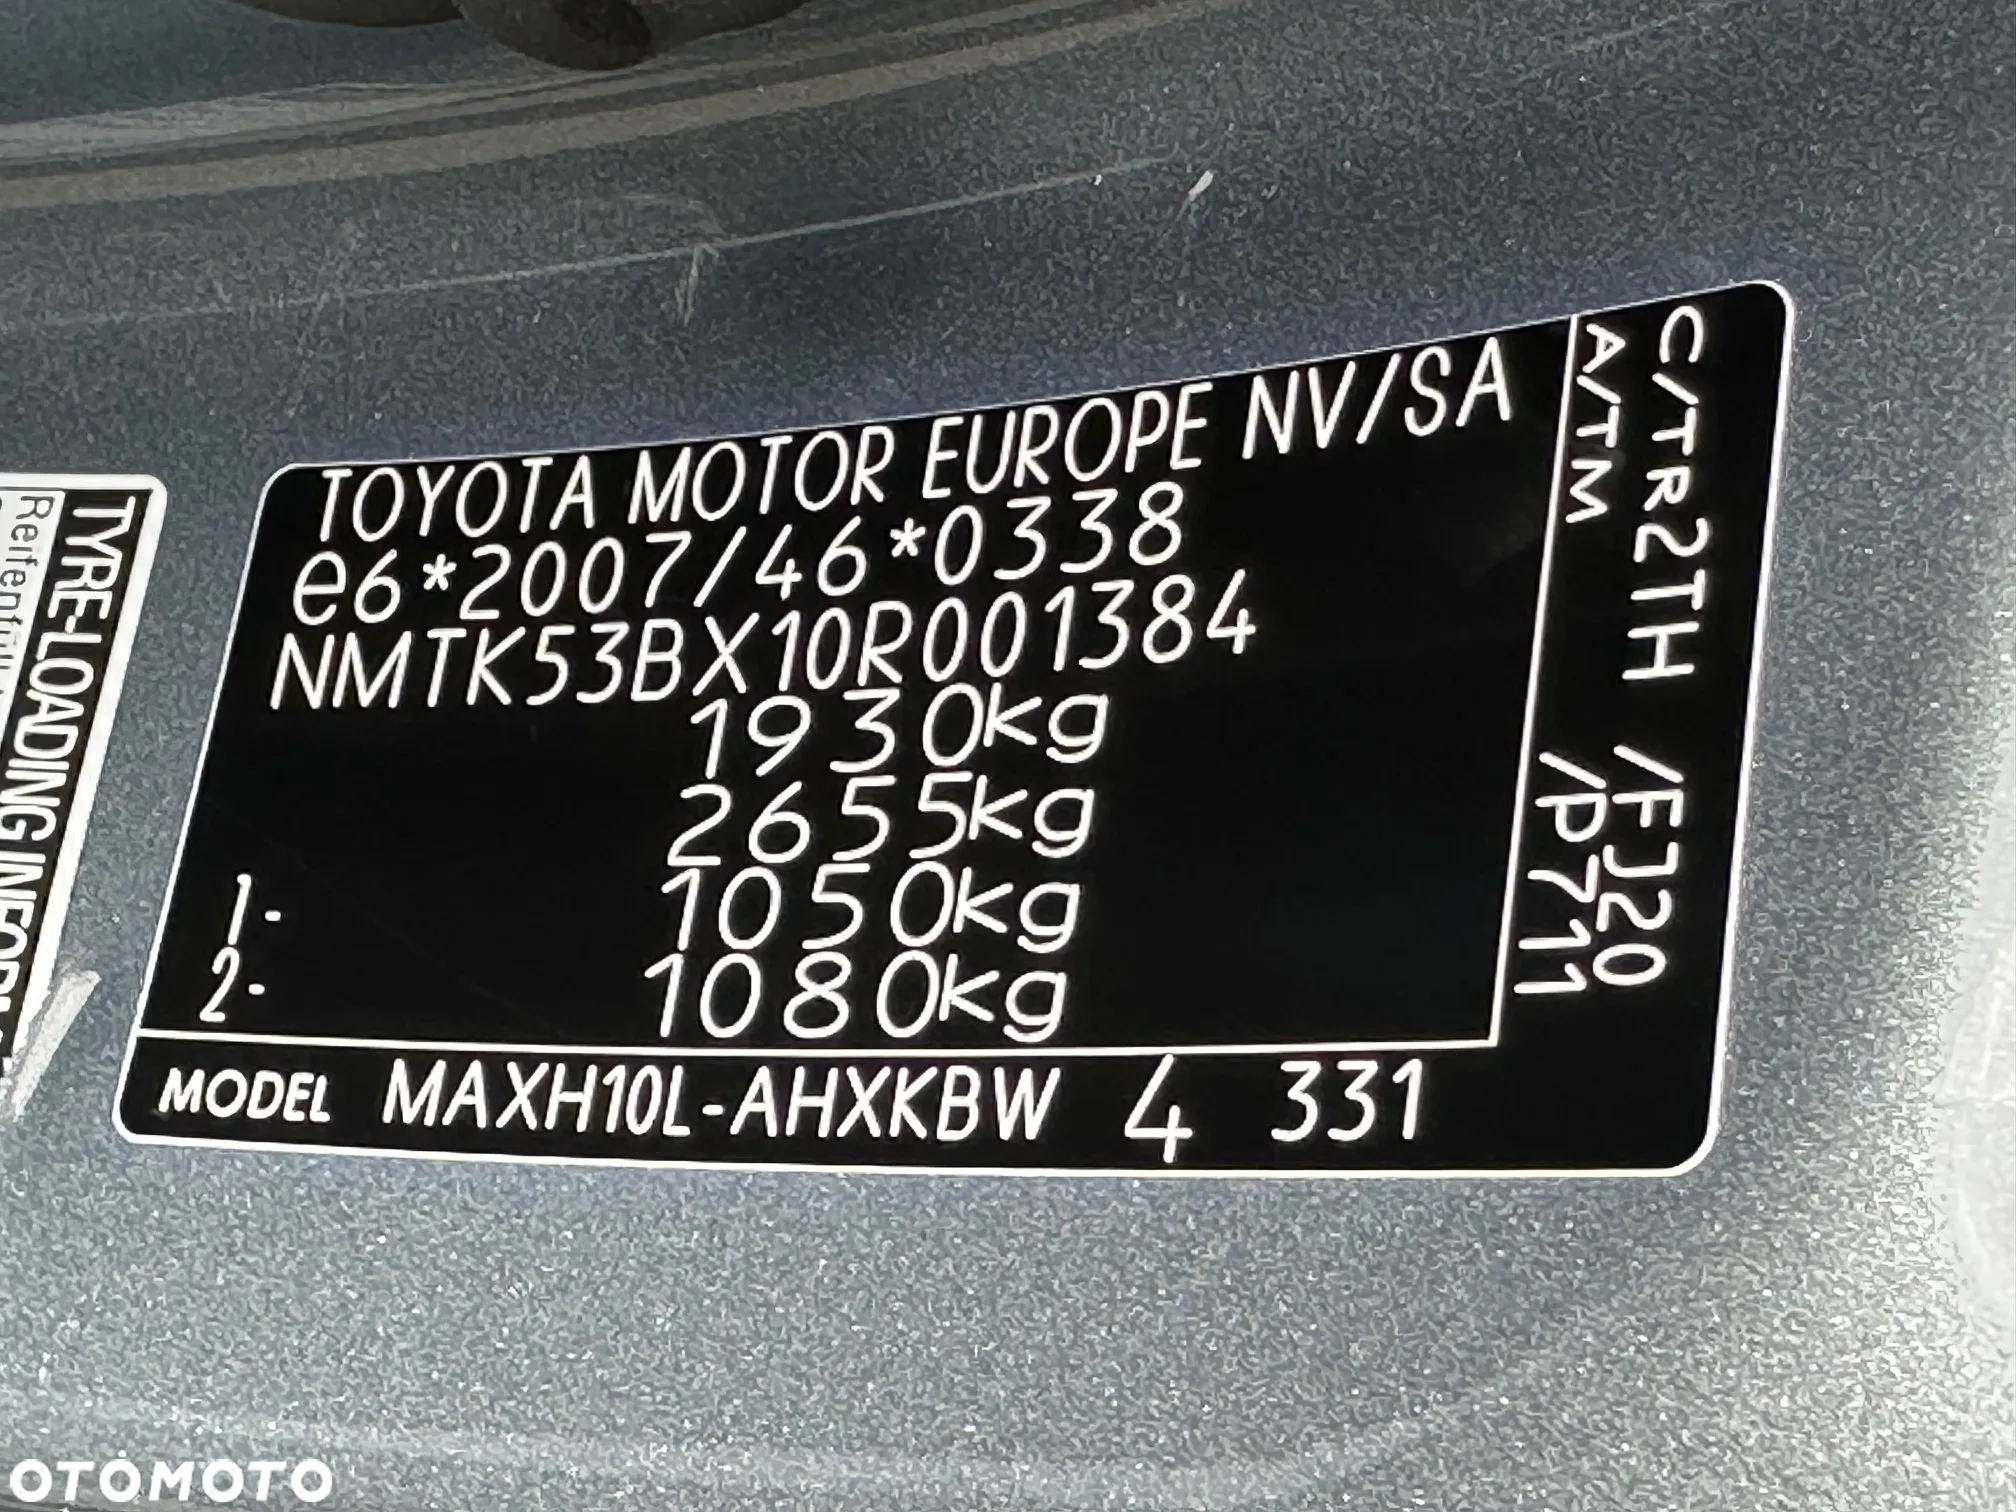 TOYOTA MOTOR EUROPE NV/SA
e6*2007/46*0338
NMTK53BX10R001384
1930kg
2655kg
1- 1050kg
2- 1080kg
MODEL MAXH10L-AHXKBW 4 331
C/TR2TH /FJ20
A/TM /P711
TYRE-LOADING
OTOMOTO